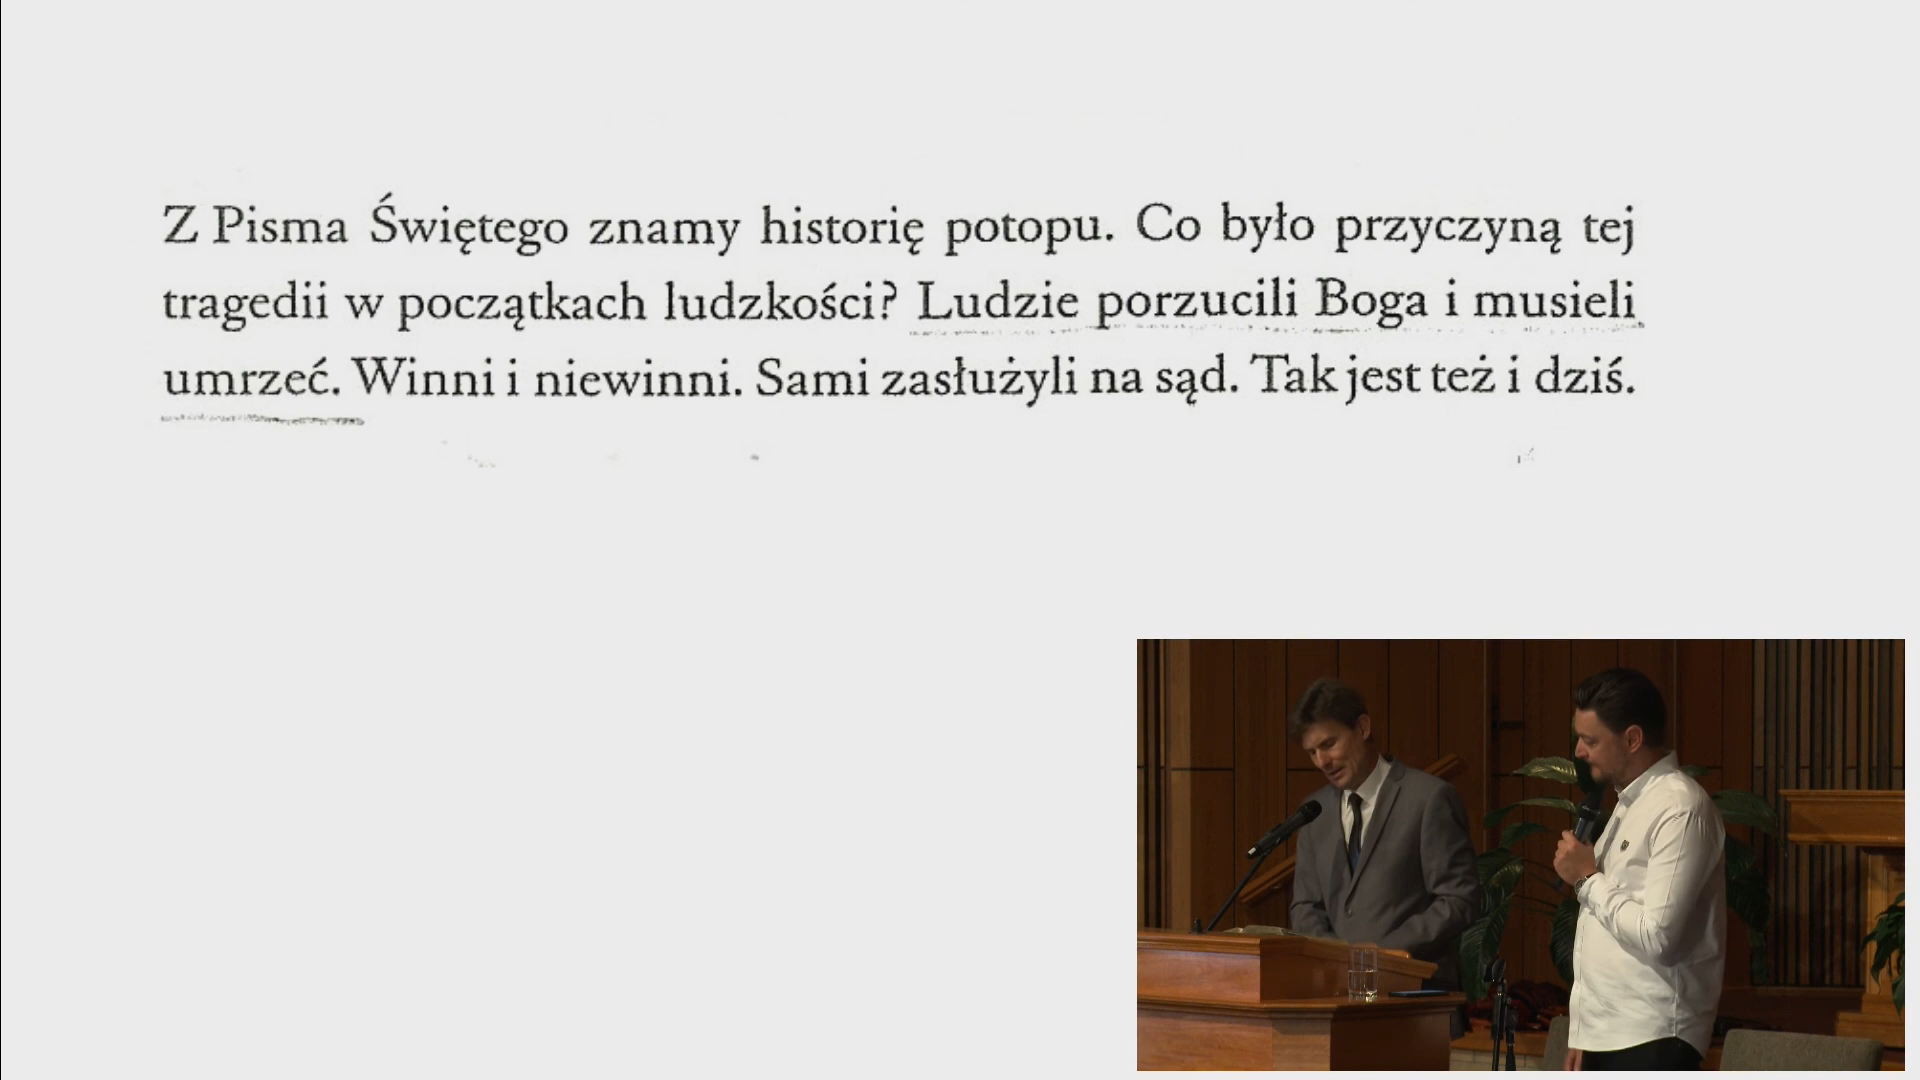 Z Pisma Świętego znamy historię potopu. Co było przyczyną tej
tragedii w początkach ludzkości? Ludzie porzucili Boga i musieli
umrzeć. Winni i niewinni. Sami zasłużyli na sąd. Tak jest też i dziś.